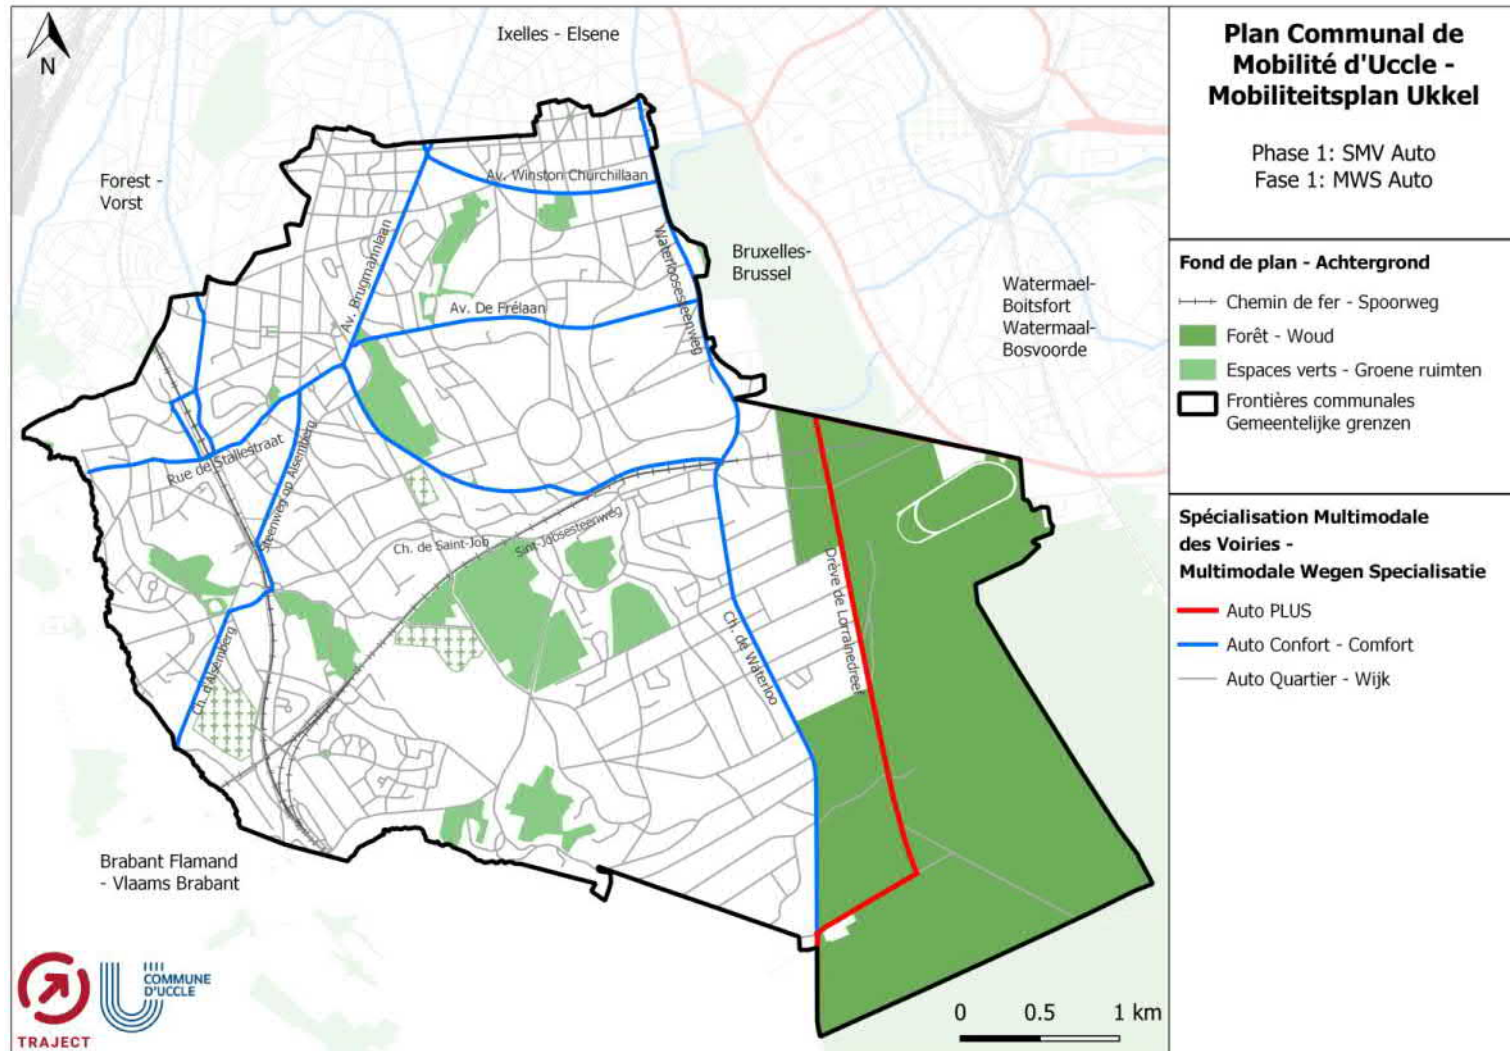 N
Ixelles - Elsene
Forest -
Vorst
Av. Winston Churchillaan
Av. Brugmannlaan
Waterloosesteenweg
Bruxelles-
Brussel
Watermael-
Boitsfort
Watermaal-
Bosvoorde
Av. De Frélaan
Rue de Stallestraat
Steenweg op Alsemberg
Ch. de Saint-Job
Sint-Jobsesteenweg
Drève de Lorrainedreef
Ch. de Waterloo
Ch. d'Alsemberg
Brabant Flamand
- Vlaams Brabant
TRAJECT
COMMUNE
D'UCCLE
0 0.5 1 km
Plan Communal de
Mobilité d'Uccle -
Mobiliteitsplan Ukkel
Phase 1: SMV Auto
Fase 1: MWS Auto
Fond de plan - Achtergrond
Chemin de fer - Spoorweg
Forêt - Woud
Espaces verts - Groene ruimten
Frontières communales
Gemeentelijke grenzen
Spécialisation Multimodale
des Voiries -
Multimodale Wegen Specialisatie
Auto PLUS
Auto Confort - Comfort
Auto Quartier - Wijk